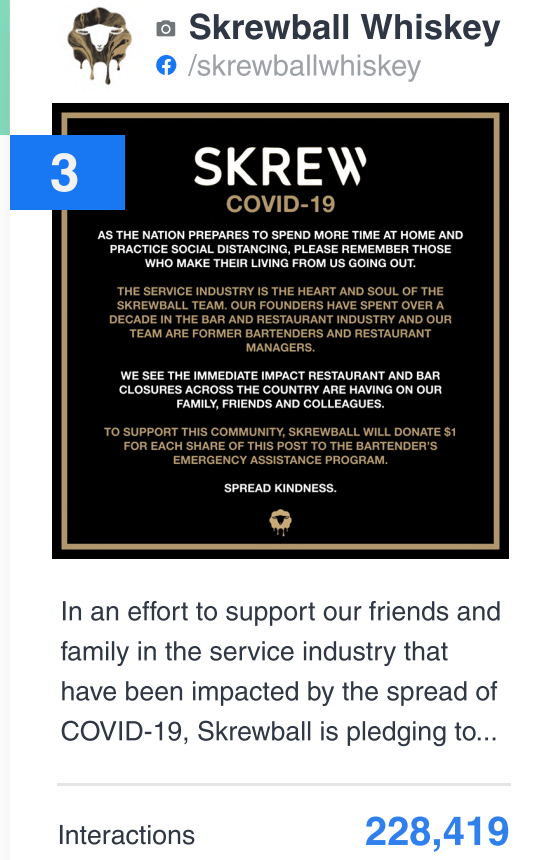 Skrewball Whiskey
/skrewballwhiskey
3
SKREW
COVID-19
AS THE NATION PREPARES TO SPEND MORE TIME AT HOME AND
PRACTICE SOCIAL DISTANCING, PLEASE REMEMBER THOSE
WHO MAKE THEIR LIVING FROM US GOING OUT.
THE SERVICE INDUSTRY IS THE HEART AND SOUL OF THE
SKREWBALL TEAM. OUR FOUNDERS HAVE SPENT OVER A
DECADE IN THE BAR AND RESTAURANT INDUSTRY AND OUR
TEAM ARE FORMER BARTENDERS AND RESTAURANT
MANAGERS.
WE SEE THE IMMEDIATE IMPACT RESTAURANT AND BAR
CLOSURES ACROSS THE COUNTRY ARE HAVING ON OUR
FAMILY, FRIENDS AND COLLEAGUES.
TO SUPPORT THIS COMMUNITY, SKREWBALL WILL DONATE $1
FOR EACH SHARE OF THIS POST TO THE BARTENDER'S
EMERGENCY ASSISTANCE PROGRAM.
SPREAD KINDNESS.
In an effort to support our friends and
family in the service industry that
have been impacted by the spread of
COVID-19, Skrewball is pledging to...
Interactions 228,419